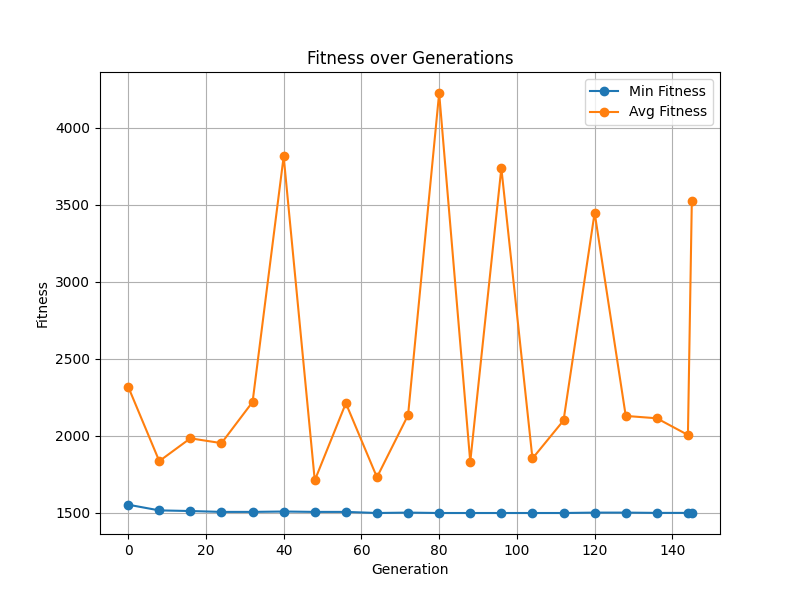 Fitness over Generations
Min Fitness
Avg Fitness
Fitness
4000
3500
3000
2500
2000
1500
0 20 40 60 80 100 120 140
Generation